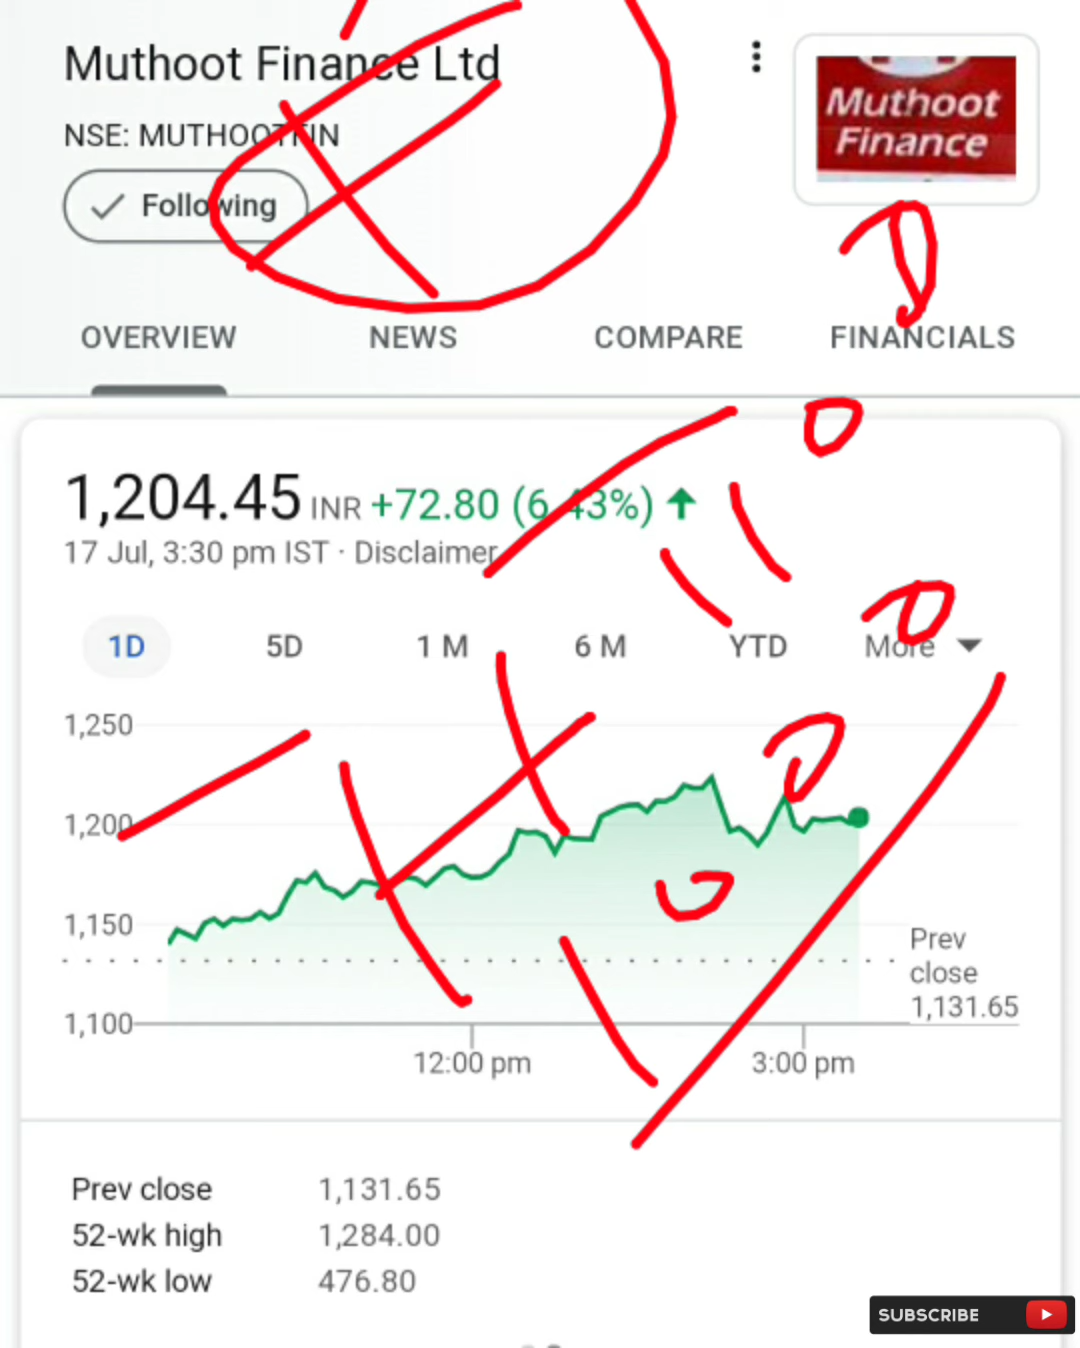 Muthoot Finance Ltd
Muthoot
Finance
NSE: MUTHOOTFIN
Following
OVERVIEW NEWS COMPARE FINANCIALS
1,204.45 INR +72.80 (6.43%)
17 Jul, 3:30 pm IST · Disclaimer
1D 5D 1 M 6 M YTD More
1,250
1,200
1,150
1,100
Prev
close
1,131.65
12:00 pm 3:00 pm
Prev close 1,131.65
52-wk high 1,284.00
52-wk low 476.80
SUBSCRIBE